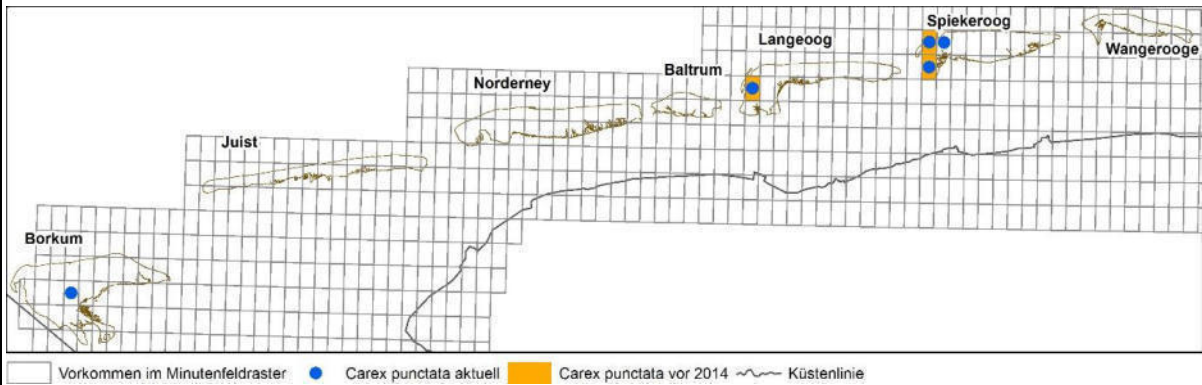 Spiekeroog
Langeoog
Wangerooge
Baltrum
Norderney
Juist
Borkum
Vorkommen im Minutenfeldraster Carex punctata aktuell Carex punctata vor 2014 Küstenlinie